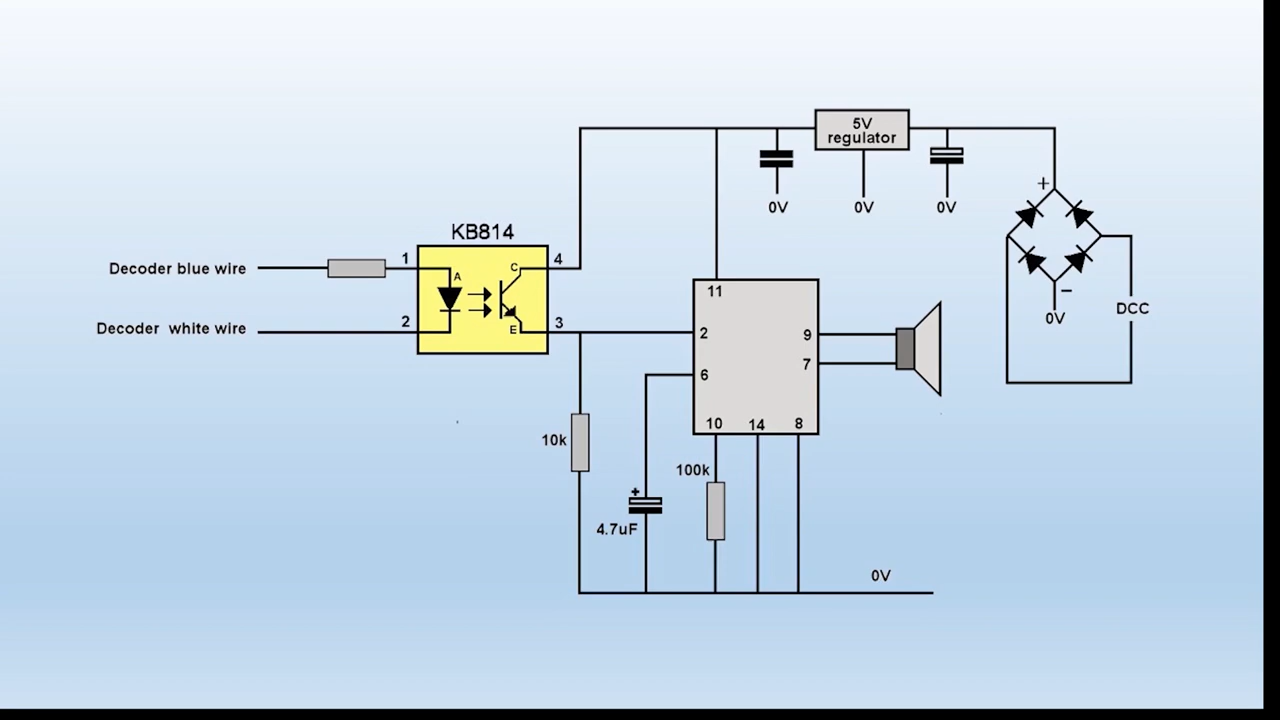 5V
regulator
+
0V
0V
0V
KB814
Decoder blue wire
1
A
C
4
Decoder  white wire
2
E
3
11
2
9
6
7
10
14
8
−
0V
DCC
10k
100k
+
4.7uF
0V